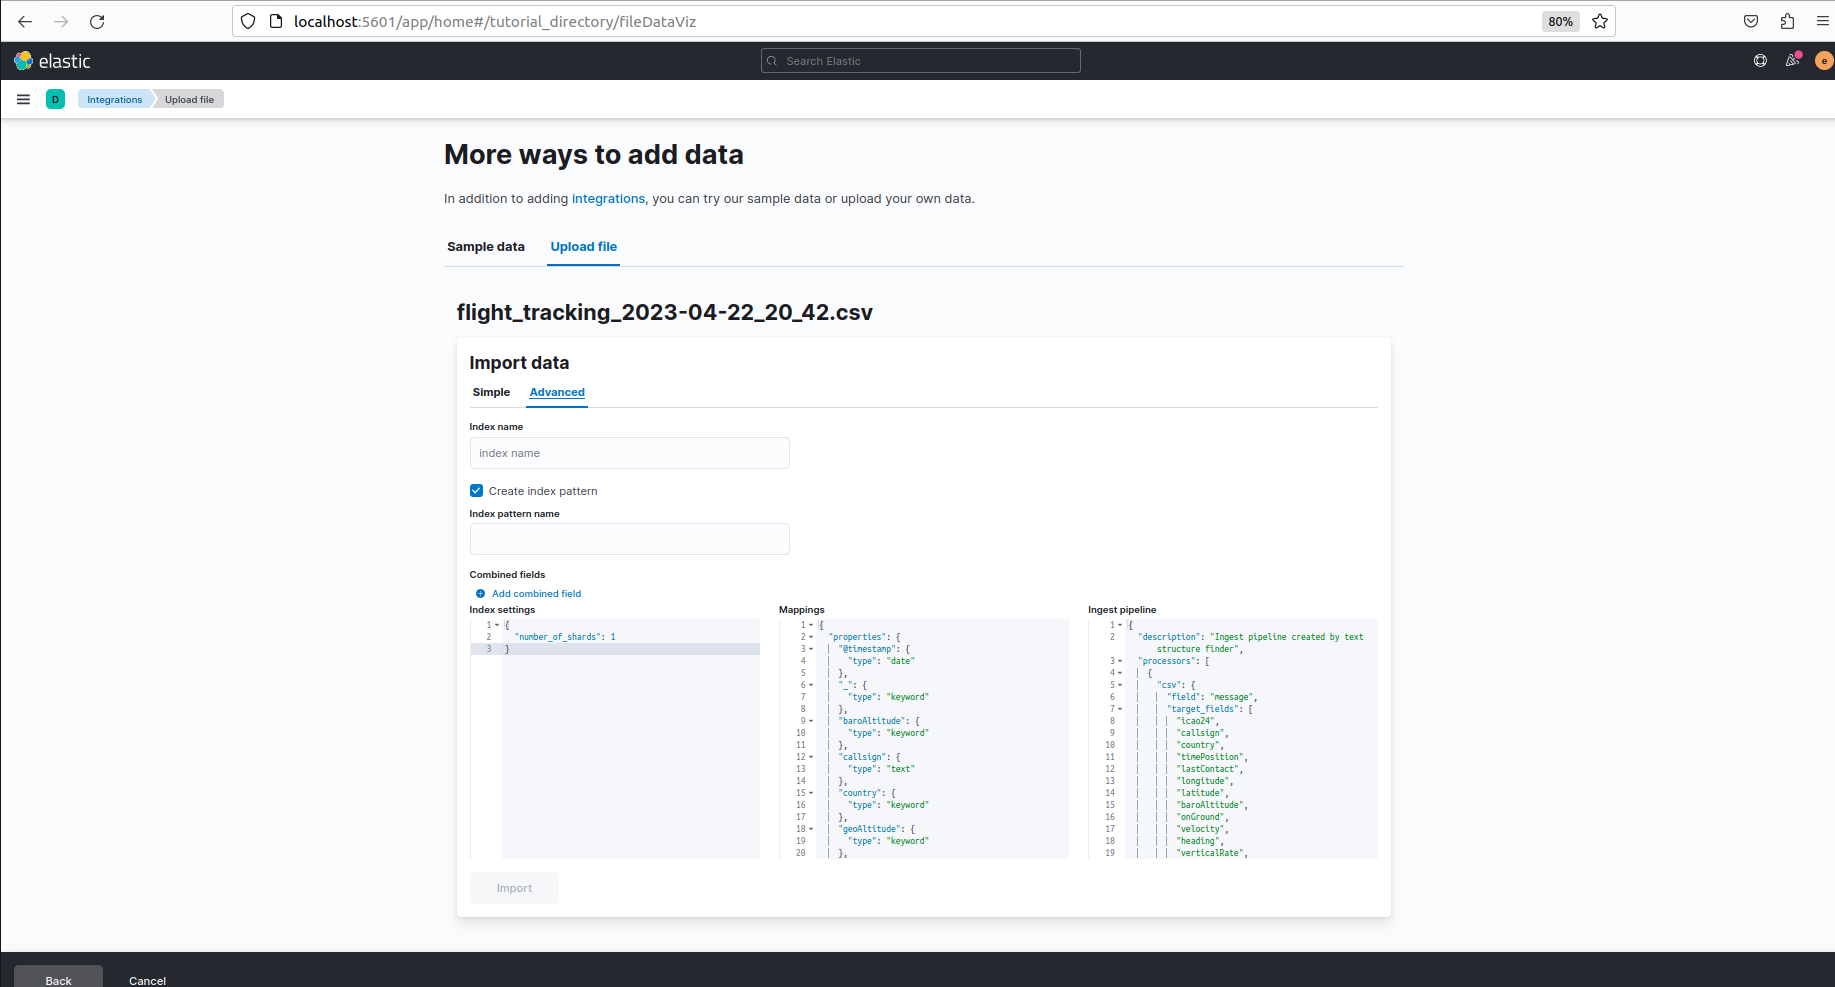 localhost:5601/app/home#/tutorial_directory/fileDataViz
80%
elastic
Search Elastic
e
D
Integrations
Upload file
More ways to add data
In addition to adding integrations, you can try our sample data or upload your own data.
Sample data
Upload file
flight_tracking_2023-04-22_20_42.csv
Import data
Simple
Advanced
Index name
index name
Create index pattern
Index pattern name
Combined fields
Add combined field
Index settings
1 {
2 "number_of_shards": 1
3 }
Mappings
1 {
2 "properties": {
3 "@timestamp": {
4 "type": "date"
5 },
6 "_": {
7 "type": "keyword"
8 },
9 "baroAltitude": {
10 "type": "keyword"
11 },
12 "callsign": {
13 "type": "text"
14 },
15 "country": {
16 "type": "keyword"
17 },
18 "geoAltitude": {
19 "type": "keyword"
20 },
Ingest pipeline
1 {
2 "description": "Ingest pipeline created by text
structure finder",
3 "processors": [
4 {
5 "csv": {
6 "field": "message",
7 "target_fields": [
8 "icao24",
9 "callsign",
10 "country",
11 "timePosition",
12 "lastContact",
13 "longitude",
14 "latitude",
15 "baroAltitude",
16 "onGround",
17 "velocity",
18 "heading",
19 "verticalRate",
Import
Back
Cancel